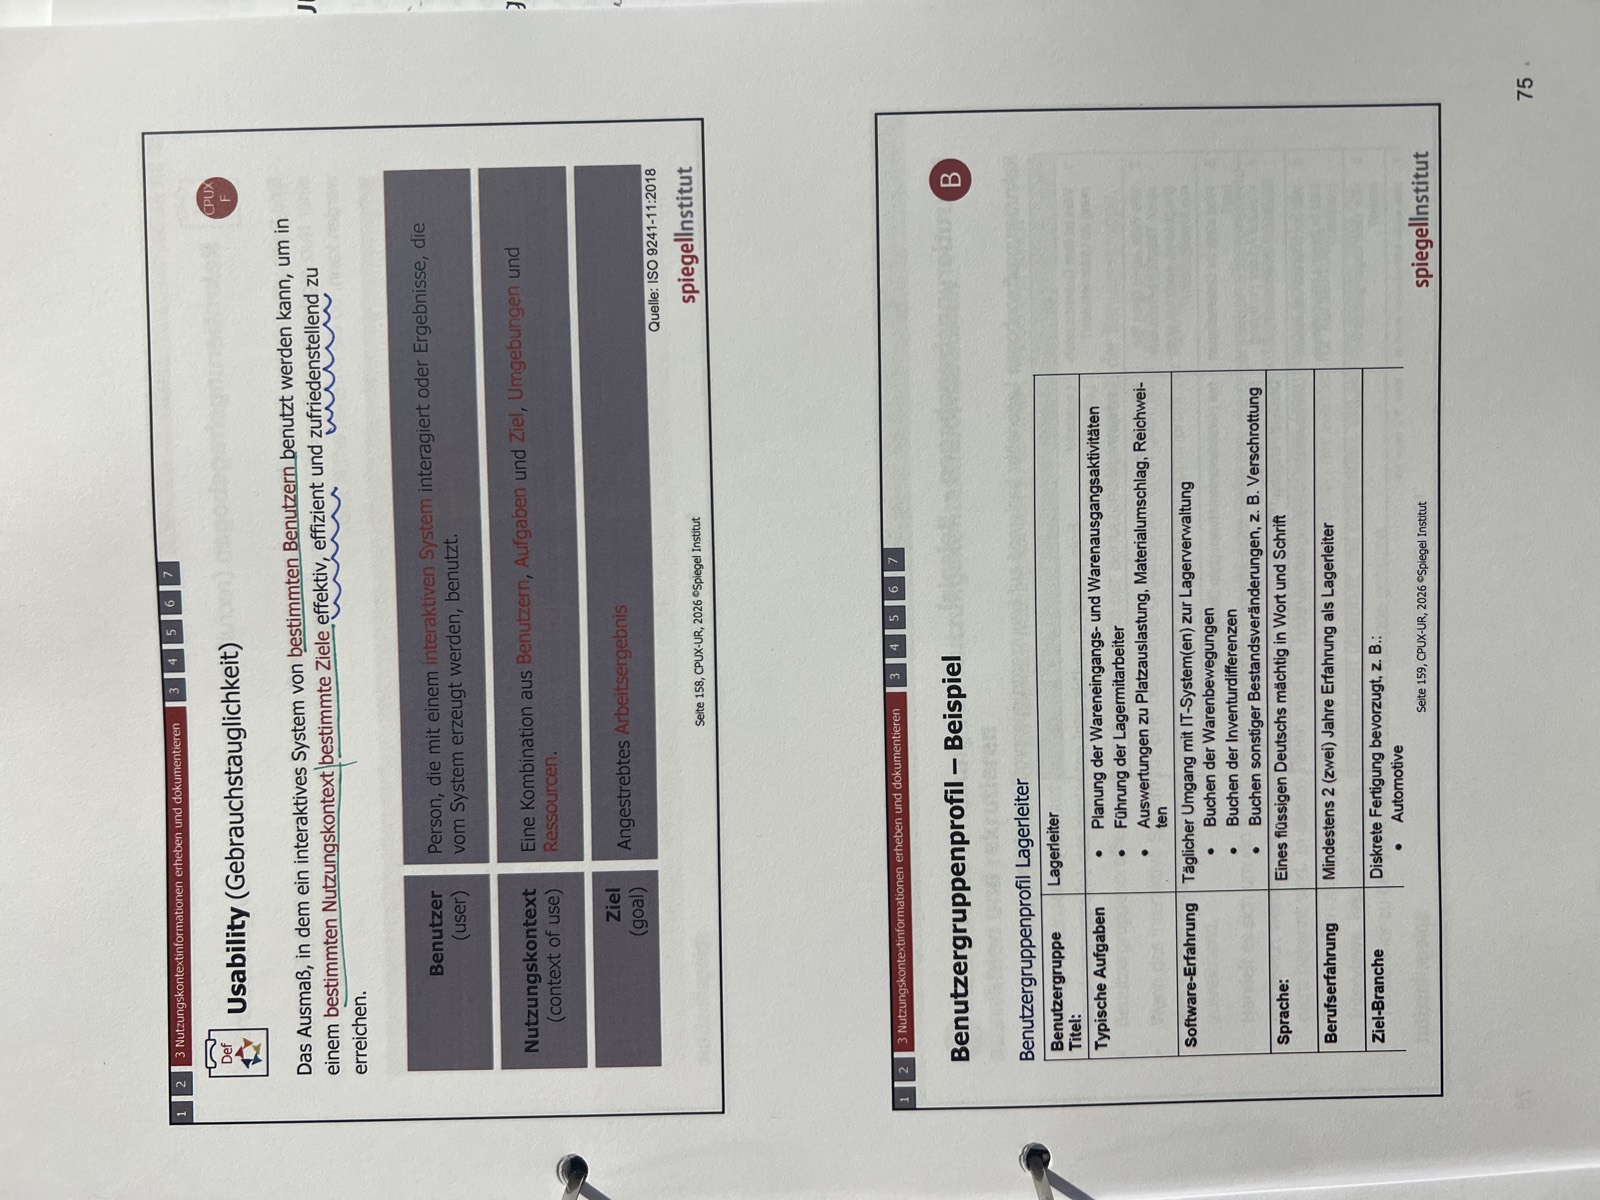 1 2 3 Nutzungskontextinformationen erheben und dokumentieren 3 4 5 6 7
Def
Usability (Gebrauchstauglichkeit)
CPUX
F
Das Ausmaß, in dem ein interaktives System von bestimmten Benutzern benutzt werden kann, um in
einem bestimmten Nutzungskontext bestimmte Ziele effektiv, effizient und zufriedenstellend zu
erreichen.
Benutzer
(user)
Person, die mit einem interaktiven System interagiert oder Ergebnisse, die
vom System erzeugt werden, benutzt.
Nutzungskontext
(context of use)
Eine Kombination aus Benutzern, Aufgaben und Ziel, Umgebungen und
Ressourcen.
Ziel
(goal)
Angestrebtes Arbeitsergebnis
Quelle: ISO 9241-11:2018
Seite 158, CPUX-UR, 2026 ©Spiegel Institut
spiegelInstitut
1 2 3 Nutzungskontextinformationen erheben und dokumentieren 3 4 5 6 7
Benutzergruppenprofil – Beispiel
B
Benutzergruppenprofil Lagerleiter
Benutzergruppe
Titel:
Lagerleiter
Typische Aufgaben
• Planung der Wareneingangs- und Warenausgangsaktivitäten
• Führung der Lagermitarbeiter
• Auswertungen zu Platzauslastung, Materialumschlag, Reichwei-
ten
Software-Erfahrung
Täglicher Umgang mit IT-System(en) zur Lagerverwaltung
• Buchen der Warenbewegungen
• Buchen der Inventurdifferenzen
• Buchen sonstiger Bestandsveränderungen, z. B. Verschrottung
Sprache:
Eines flüssigen Deutschs mächtig in Wort und Schrift
Berufserfahrung
Mindestens 2 (zwei) Jahre Erfahrung als Lagerleiter
Ziel-Branche
Diskrete Fertigung bevorzugt, z. B.:
• Automotive
Seite 159, CPUX-UR, 2026 ©Spiegel Institut
spiegelInstitut
75